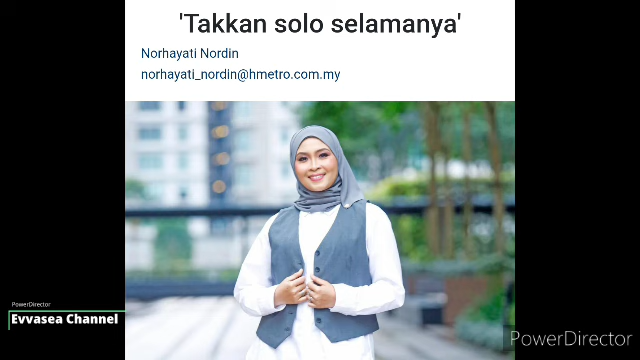 'Takkan solo selamanya'
Norhayati Nordin
norhayati_nordin@hmetro.com.my
PowerDirector
Evvasea Channel
PowerDirector